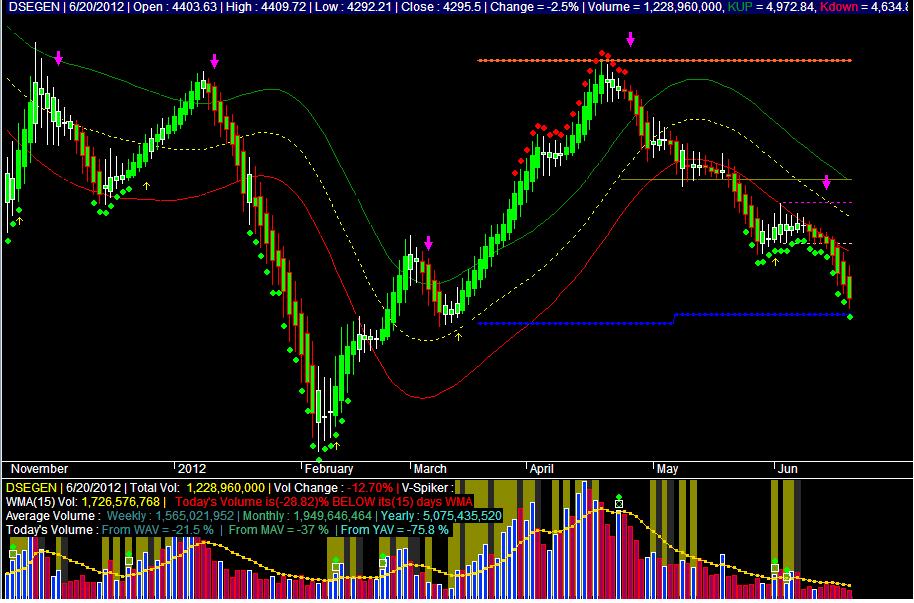 DSEGEN | 6/20/2012 | Open : 4403.63 | High : 4409.72 | Low : 4292.21 | Close : 4295.5 | Change = -2.5% | Volume = 1,228,960,000, KUP = 4,972.84, Kdown = 4,634.8
November 2012 February March April May Jun
DSEGEN | 6/20/2012 | Total Vol: 1,228,960,000 | Vol Change : -12.70% | V-Spiker :
WMA(15) Vol: 1,726,576,768 | Today's Volume is(-28.82)% BELOW its(15) days WMA
Average Volume : Weekly : 1,565,021,952 | Monthly : 1,949,646,464 | Yearly : 5,075,435,520
Today's Volume : From WAV = -21.5 % | From MAV = -37 % | From YAV = -75.8 %